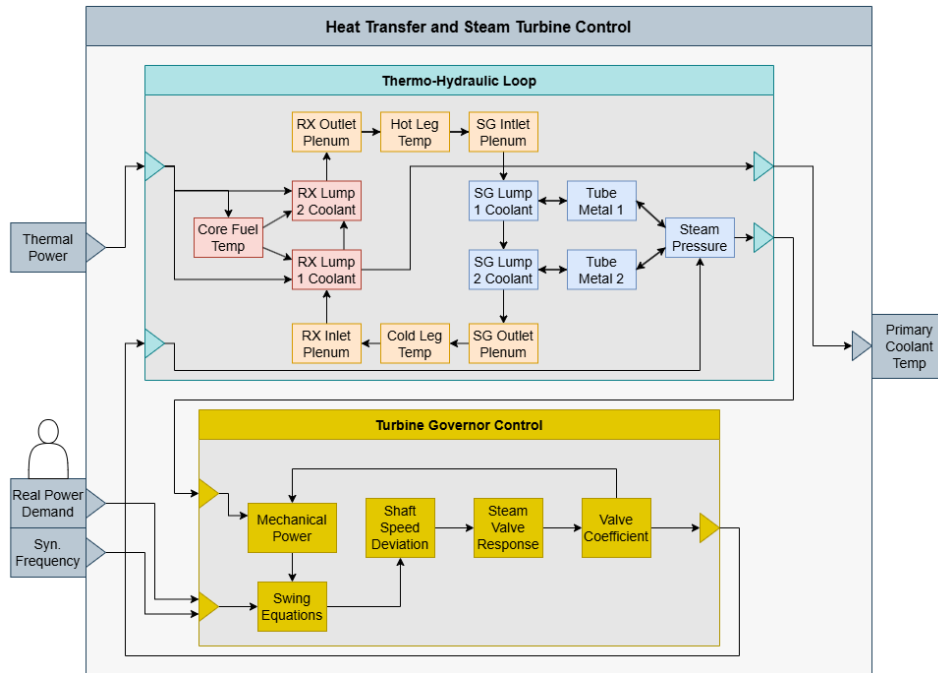 Heat Transfer and Steam Turbine Control
Thermo-Hydraulic Loop
RX Outlet
Plenum
Hot Leg
Temp
SG Intlet
Plenum
RX Lump
2 Coolant
SG Lump
1 Coolant
Tube
Metal 1
Core Fuel
Temp
Steam
Pressure
Thermal
Power
RX Lump
1 Coolant
SG Lump
2 Coolant
Tube
Metal 2
RX Inlet
Plenum
Cold Leg
Temp
SG Outlet
Plenum
Primary
Coolant
Temp
Turbine Governor Control
Real Power
Demand
Syn.
Frequency
Mechanical
Power
Shaft
Speed
Deviation
Steam
Valve
Response
Valve
Coefficient
Swing
Equations